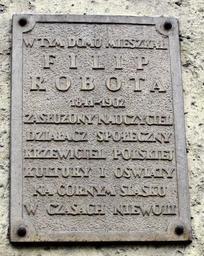 W TYM DOMU MIESZKAŁ
FILIP
ROBOTA
1841-1902
ZASŁUŻONY NAUCZYCIEL
DZIAŁACZ SPOŁECZNY
KRZEWICIEL POLSKIEJ
KULTURY I OŚWIATY
NA GÓRNYM ŚLĄSKU
W CZASACH NIEWOLI